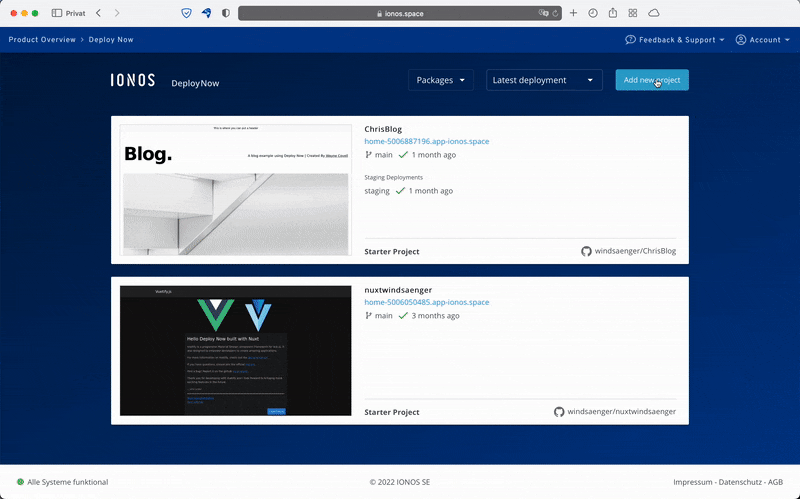 Privat
ionos.space
Product Overview > Deploy Now
Feedback & Support
Account
IONOS
DeployNow
Packages
Latest deployment
Add new project
This is where you can put a header
Blog.
A blog example using Deploy Now | Created By
ChrisBlog
home-5006887196.app-ionos.space
main
1 month ago
Staging Deployments
staging
1 month ago
Starter Project
windsaenger/ChrisBlog
Hello Deploy Now built with Nuxt
nuxtwindsaenger
home-5006050485.app-ionos.space
main
3 months ago
Starter Project
windsaenger/nuxtwindsaenger
Alle Systeme funktional
© 2022 IONOS SE
Impressum - Datenschutz - AGB